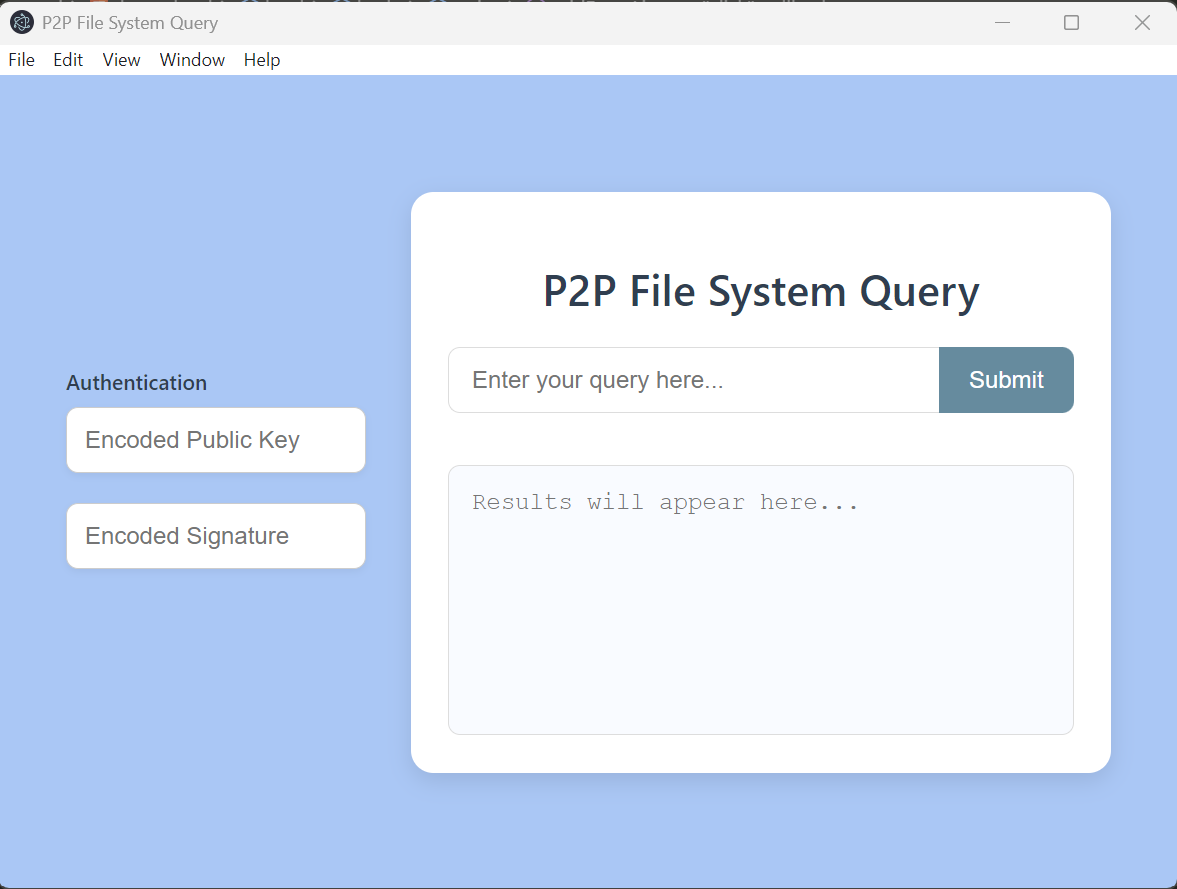 P2P File System Query
File Edit View Window Help
P2P File System Query
Enter your query here...
Submit
Authentication
Encoded Public Key
Encoded Signature
Results will appear here...